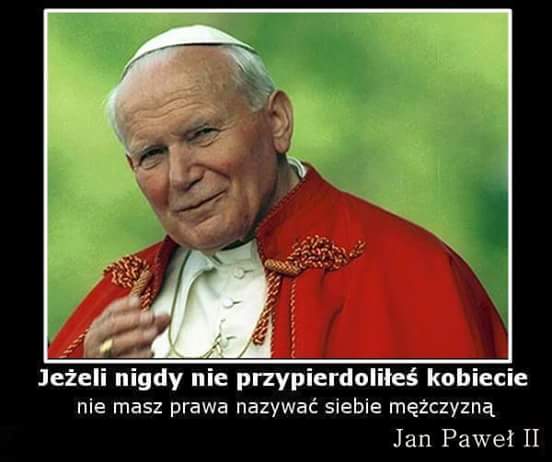 Jeżeli nigdy nie przypierdoliłeś kobiecie
nie masz prawa nazywać siebie mężczyzną
Jan Paweł II